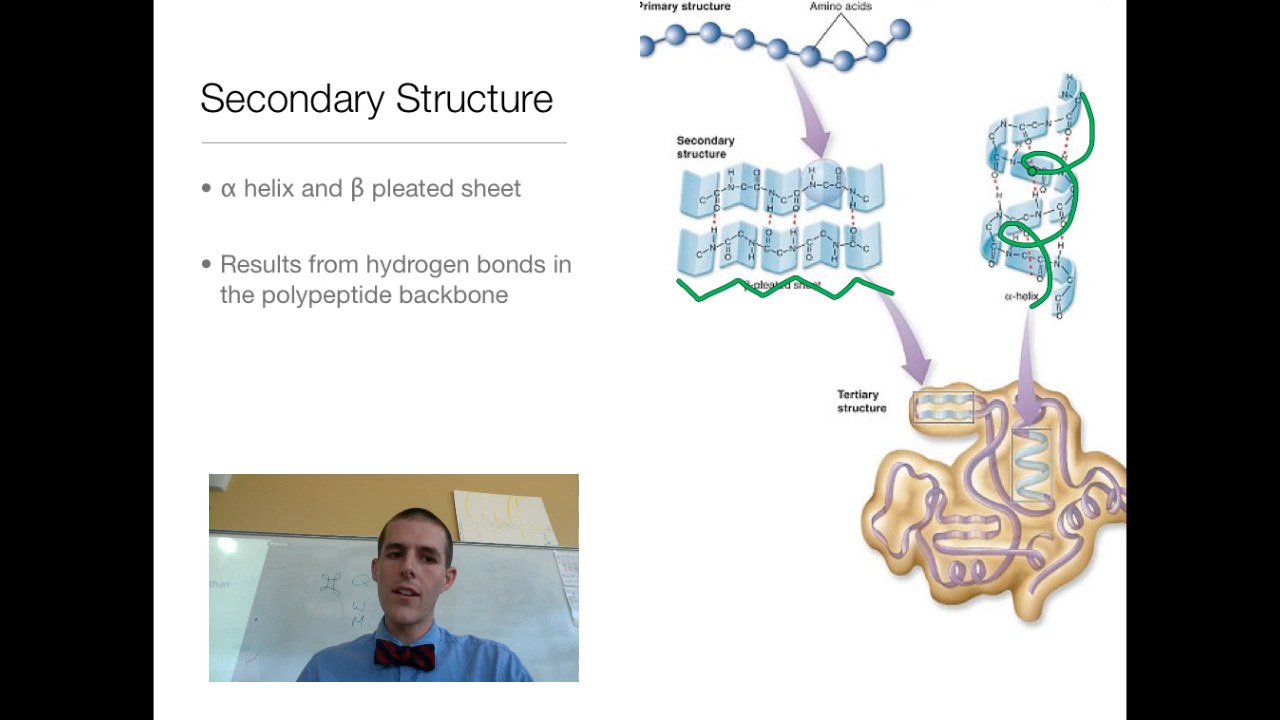 Primary structure
Amino acids
Secondary Structure
• α helix and β pleated sheet
• Results from hydrogen bonds in
the polypeptide backbone
Secondary
structure
β-pleated sheet
α-helix
Tertiary
structure
than
Q
W
M